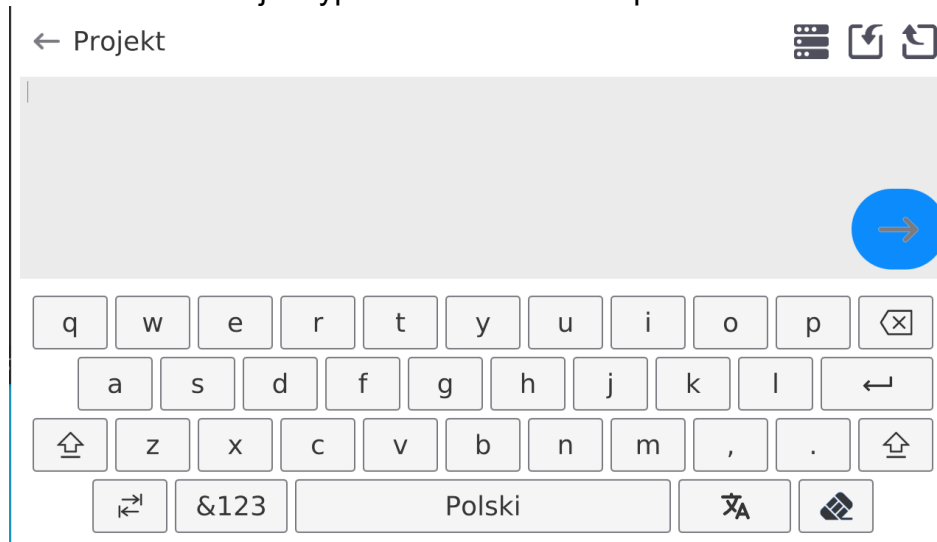 ← Projekt
q w e r t y u i o p
a s d f g h j k l
z x c v b n m , .
&123 Polski